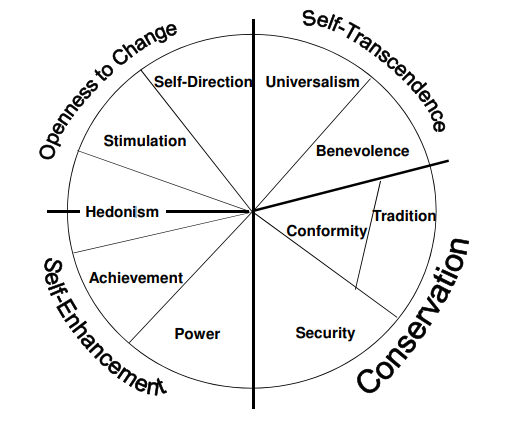 Openness to Change
Self-Transcendence
Self-Direction
Universalism
Stimulation
Benevolence
Hedonism
Tradition
Conformity
Achievement
Power
Security
Self-Enhancement
Conservation